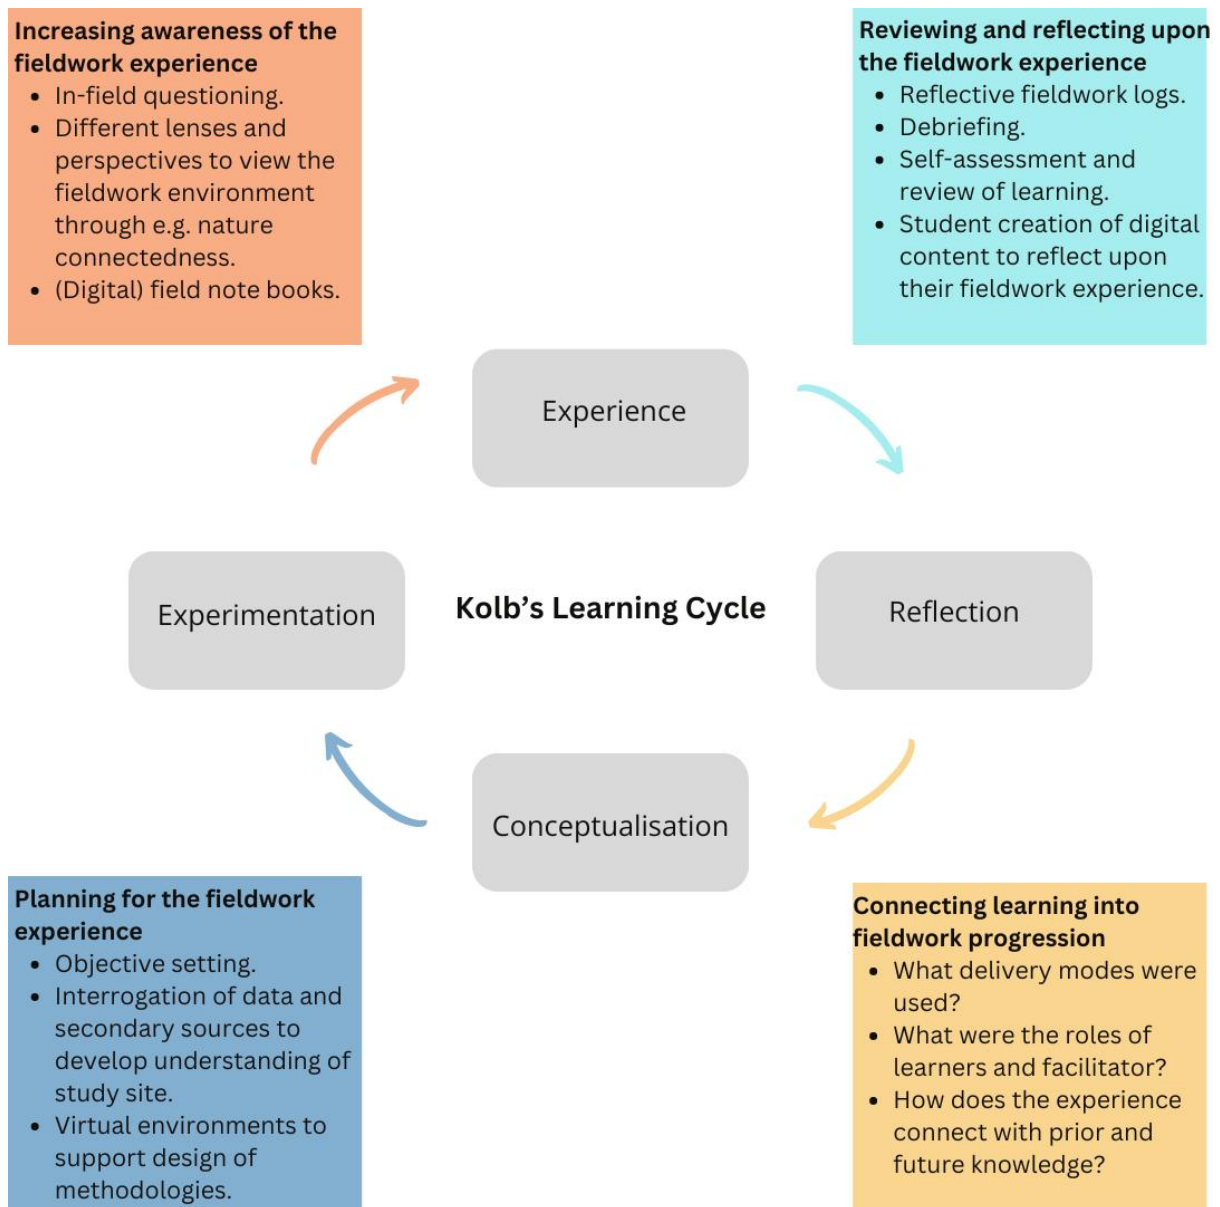 Increasing awareness of the
fieldwork experience
• In-field questioning.
• Different lenses and
perspectives to view the
fieldwork environment
through e.g. nature
connectedness.
• (Digital) field note books.
Reviewing and reflecting upon
the fieldwork experience
• Reflective fieldwork logs.
• Debriefing.
• Self-assessment and
review of learning.
• Student creation of digital
content to reflect upon
their fieldwork experience.
Experience
Experimentation
Kolb’s Learning Cycle
Reflection
Conceptualisation
Planning for the fieldwork
experience
• Objective setting.
• Interrogation of data and
secondary sources to
develop understanding of
study site.
• Virtual environments to
support design of
methodologies.
Connecting learning into
fieldwork progression
• What delivery modes were
used?
• What were the roles of
learners and facilitator?
• How does the experience
connect with prior and
future knowledge?